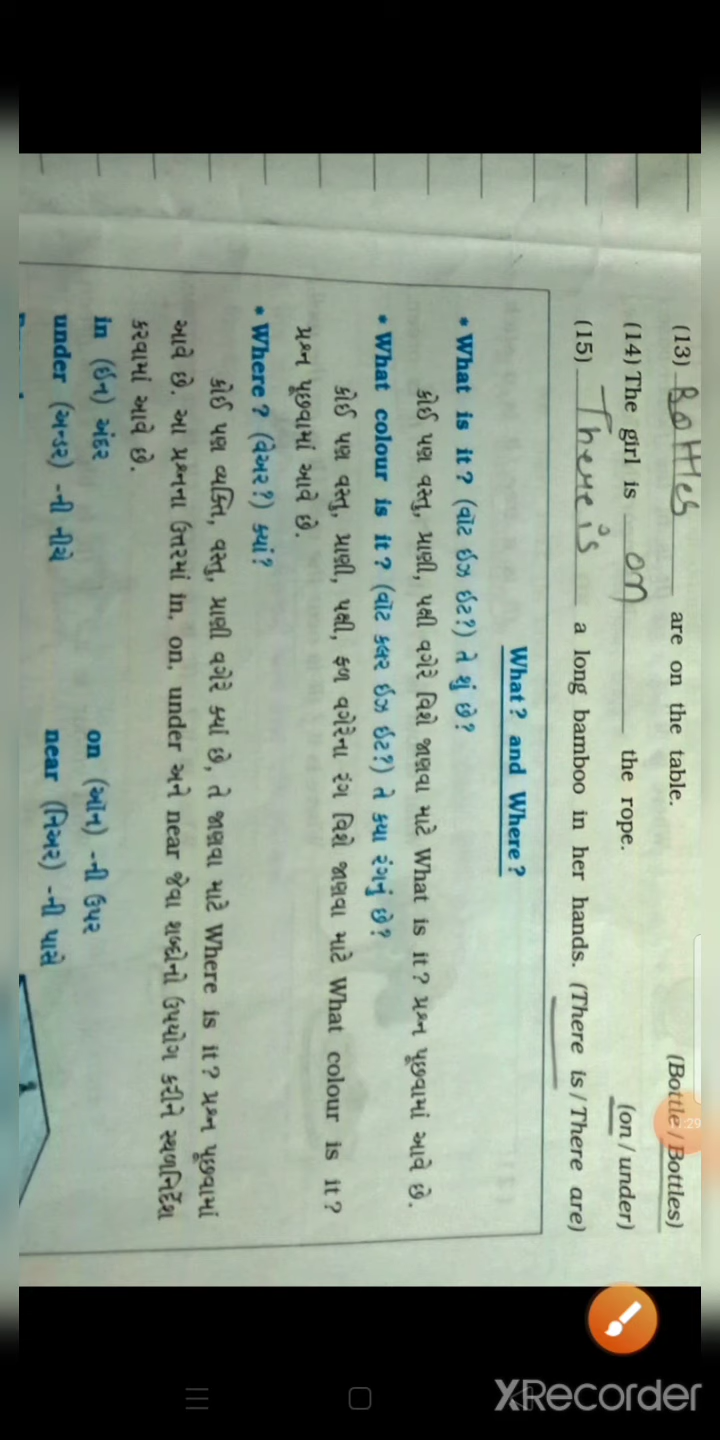 (13) Bottles are on the table. (Bottle / Bottles)
(14) The girl is on the rope. (on / under)
(15) There is a long bamboo in her hands. (There is / There are)
What ? and Where ?
• What is it ? (વૉટ ઇઝ ઇટ?) તે શું છે?
કોઈ પણ વસ્તુ, પ્રાણી, પક્ષી વગેરે વિશે જાણવા માટે What is it ? પ્રશ્ન પૂછવામાં આવે છે.
• What colour is it ? (વૉટ કલર ઇઝ ઇટ?) તે કયા રંગનું છે?
કોઈ પણ વસ્તુ, પ્રાણી, પક્ષી, ફળ વગેરેના રંગ વિશે જાણવા માટે What colour is it ?
પ્રશ્ન પૂછવામાં આવે છે.
• Where ? (વેઅર?) ક્યાં?
કોઈ પણ વ્યક્તિ, વસ્તુ, પ્રાણી વગેરે ક્યાં છે, તે જાણવા માટે Where is it ? પ્રશ્ન પૂછવામાં
આવે છે. આ પ્રશ્નના ઉત્તરમાં in, on, under અને near જેવા શબ્દોનો ઉપયોગ કરીને સ્થળનિર્દેશ
કરવામાં આવે છે.
in (ઇન) અંદર on (ઑન) -ની ઉપર
under (અન્ડર) -ની નીચે near (નિઅર) -ની પાસે
XRecorder